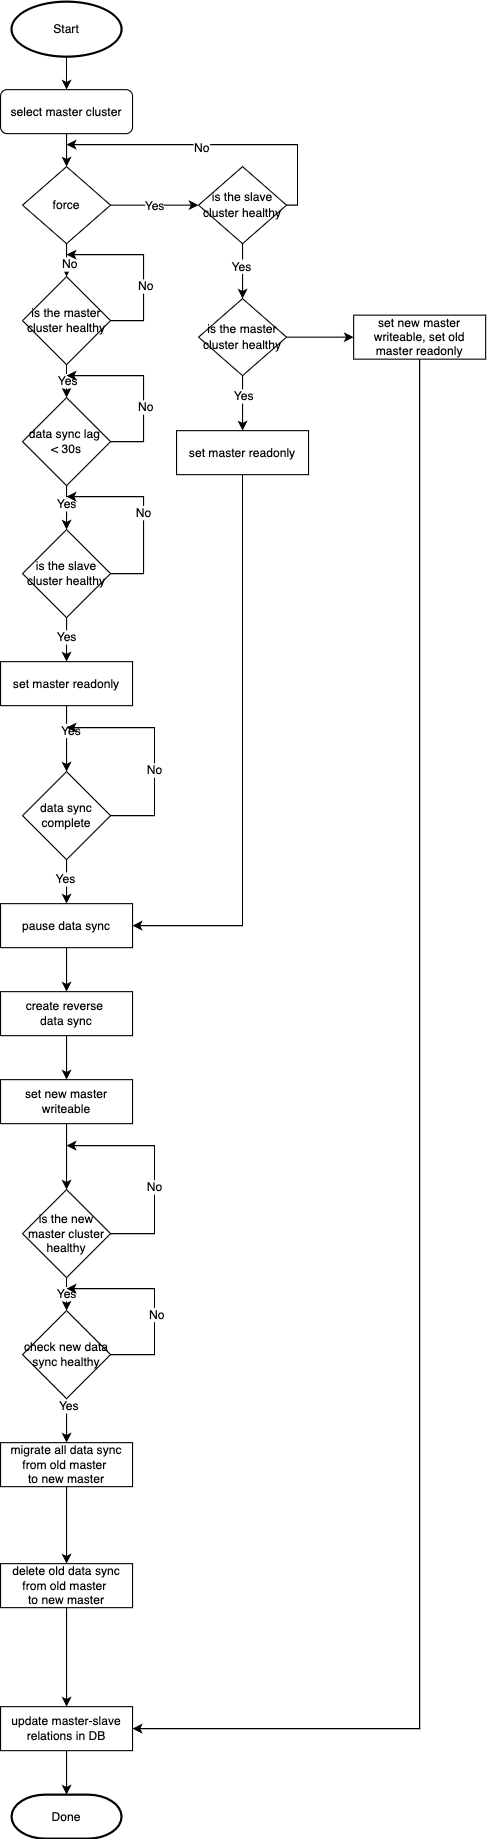 Start
select master cluster
No
force
Yes
is the slave
cluster healthy
No
Yes
No
is the master
cluster healthy
is the master
cluster healthy
set new master
writeable, set old
master readonly
Yes
Yes
No
data sync lag
< 30s
set master readonly
Yes
No
is the slave
cluster healthy
Yes
set master readonly
Yes
No
data sync
complete
Yes
pause data sync
create reverse
data sync
set new master
writeable
No
is the new
master cluster
healthy
Yes
No
check new data
sync healthy
Yes
migrate all data sync
from old master
to new master
delete old data sync
from old master
to new master
update master-slave
relations in DB
Done